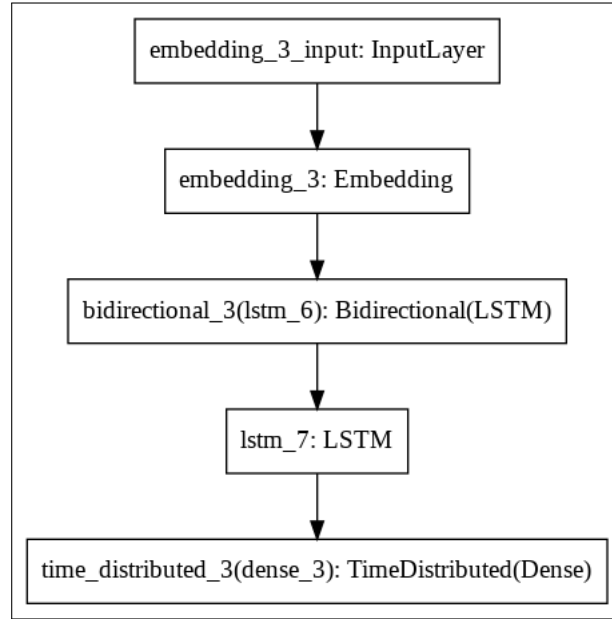 embedding_3_input: InputLayer
embedding_3: Embedding
bidirectional_3(lstm_6): Bidirectional(LSTM)
lstm_7: LSTM
time_distributed_3(dense_3): TimeDistributed(Dense)